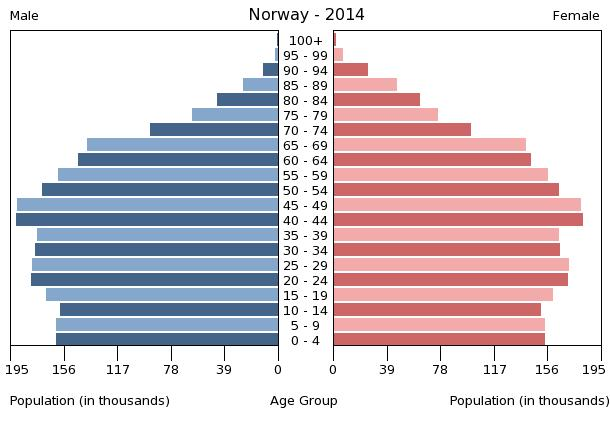 Male Norway - 2014 Female
100+
95 - 99
90 - 94
85 - 89
80 - 84
75 - 79
70 - 74
65 - 69
60 - 64
55 - 59
50 - 54
45 - 49
40 - 44
35 - 39
30 - 34
25 - 29
20 - 24
15 - 19
10 - 14
5 - 9
0 - 4
195 156 117 78 39 0 0 39 78 117 156 195
Population (in thousands) Age Group Population (in thousands)